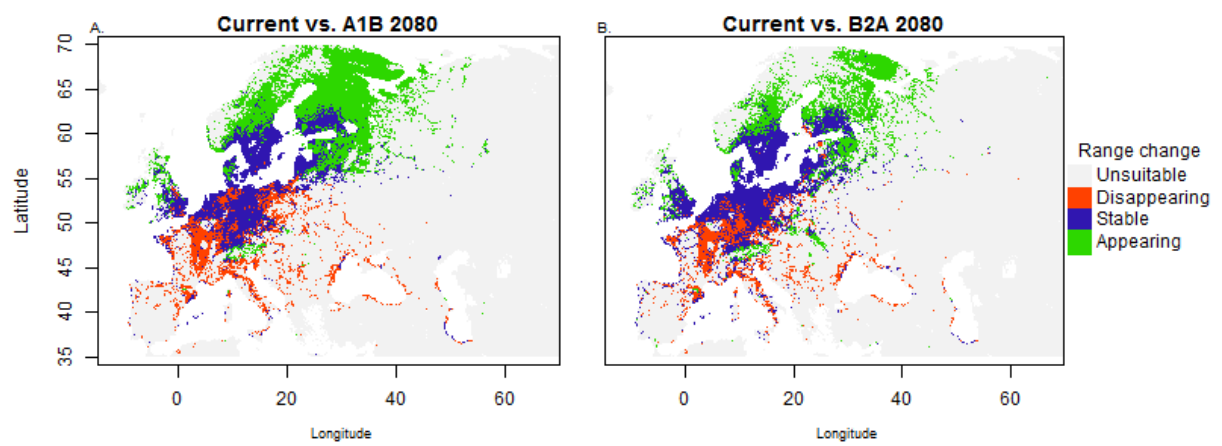 A.
Current vs. A1B 2080
B.
Current vs. B2A 2080
Latitude
70
65
60
55
50
45
40
35
0
20
40
60
0
20
40
60
Longitude
Longitude
Range change
Unsuitable
Disappearing
Stable
Appearing